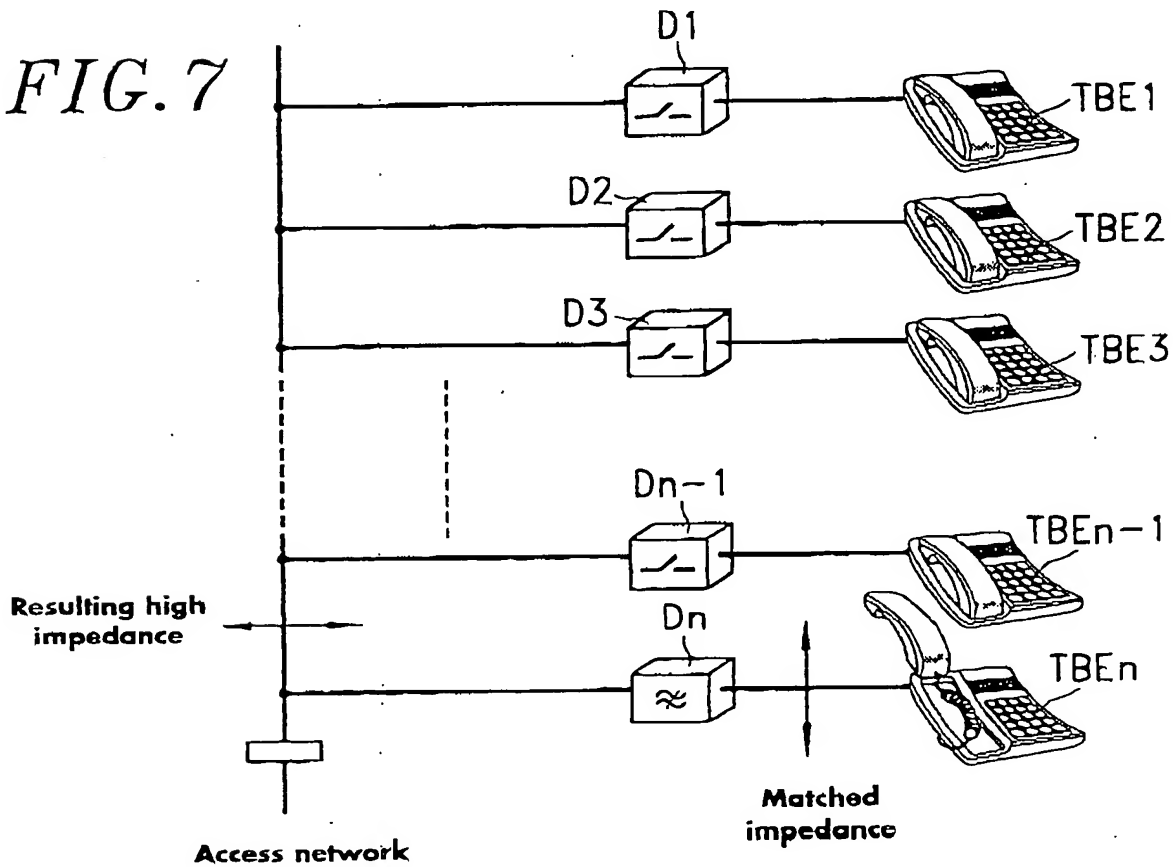 FIG. 7
D1
TBE1
D2
TBE2
D3
TBE3
Dn-1
TBEn-1
Resulting high
impedance
Dn
TBEn
Matched
impedance
Access network